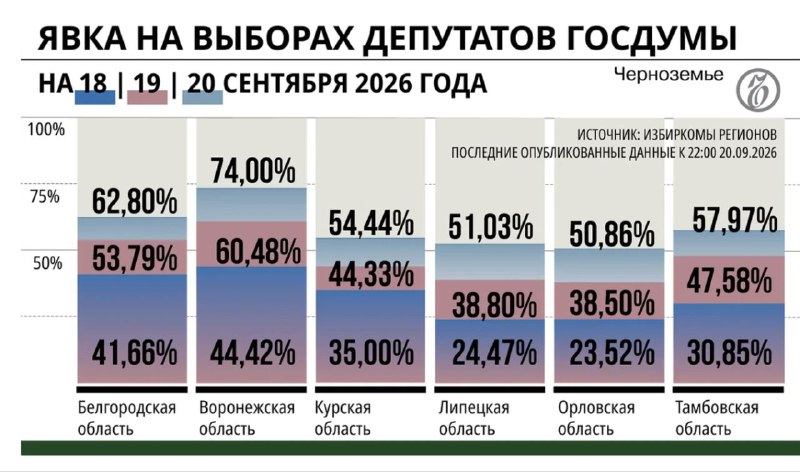 ЯВКА НА ВЫБОРАХ ДЕПУТАТОВ ГОСДУМЫ
НА 18 | 19 | 20 СЕНТЯБРЯ 2026 ГОДА
Черноземье
Ъ
ИСТОЧНИК: ИЗБИРКОМЫ РЕГИОНОВ
ПОСЛЕДНИЕ ОПУБЛИКОВАННЫЕ ДАННЫЕ К 22:00 20.09.2026
100%
75%
50%
62,80%
53,79%
41,66%
Белгородская
область
74,00%
60,48%
44,42%
Воронежская
область
54,44%
44,33%
35,00%
Курская
область
51,03%
38,80%
24,47%
Липецкая
область
50,86%
38,50%
23,52%
Орловская
область
57,97%
47,58%
30,85%
Тамбовская
область